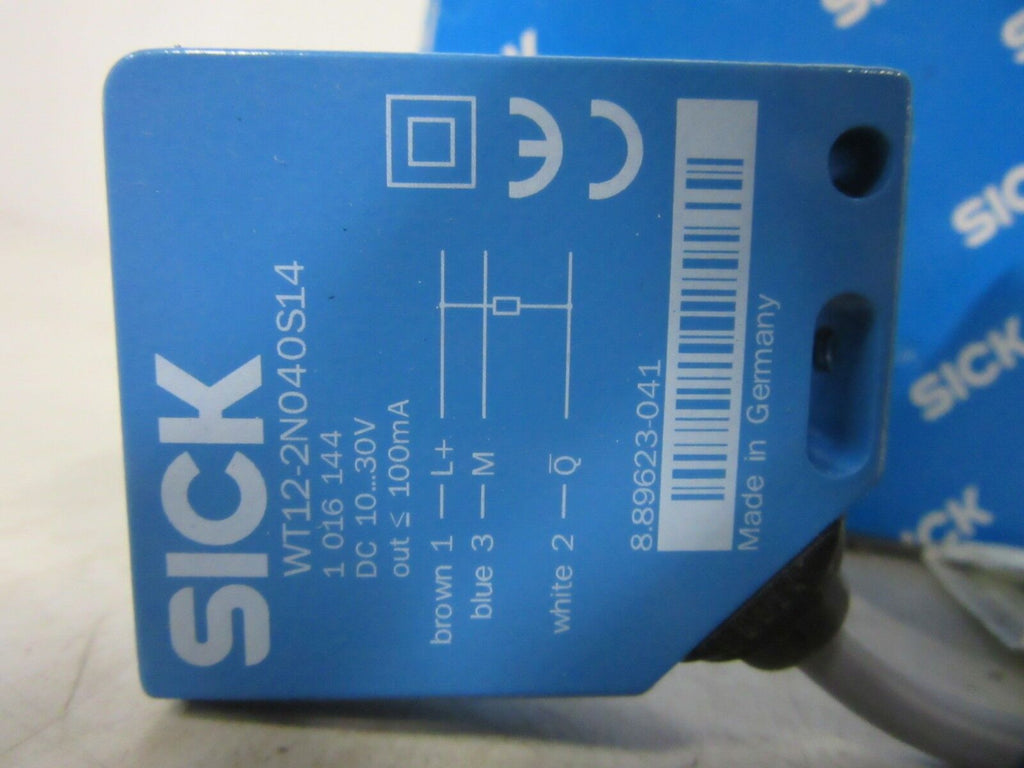 SICK
WT12-2N040S14
1 016 144
DC 10...30V
out ≤ 100mA
brown 1 — L+
blue 3 — M
white 2 — Q̅
8.89623-041
Made in Germany
CE
SICK
SICK
SICK